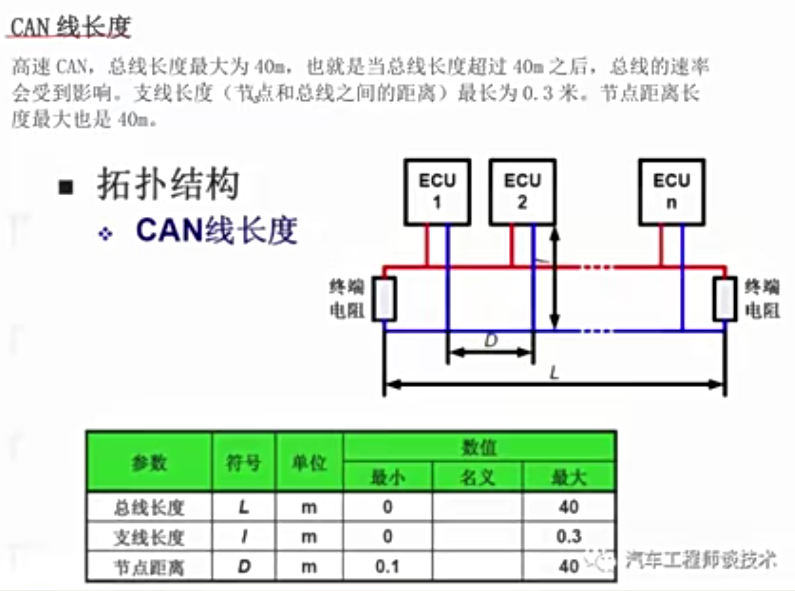 CAN 线长度
高速 CAN，总线长度最大为 40m，也就是当总线长度超过 40m 之后，总线的速率
会受到影响。支线长度（节点和总线之间的距离）最长为 0.3 米。节点距离长
度最大也是 40m。
■ 拓扑结构
❖ CAN线长度
ECU 1
ECU 2
ECU n
l
终端电阻
终端电阻
D
L
参数 符号 单位 数值
最小 名义 最大
总线长度 L m 0 40
支线长度 l m 0 0.3
节点距离 D m 0.1 40
汽车工程师谈技术